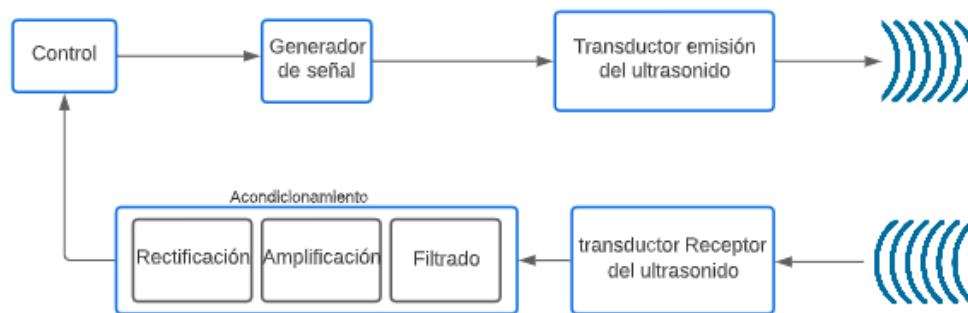 Control
Generador
de señal
Transductor emisión
del ultrasonido
Acondicionamiento
Rectificación
Amplificación
Filtrado
transductor Receptor
del ultrasonido